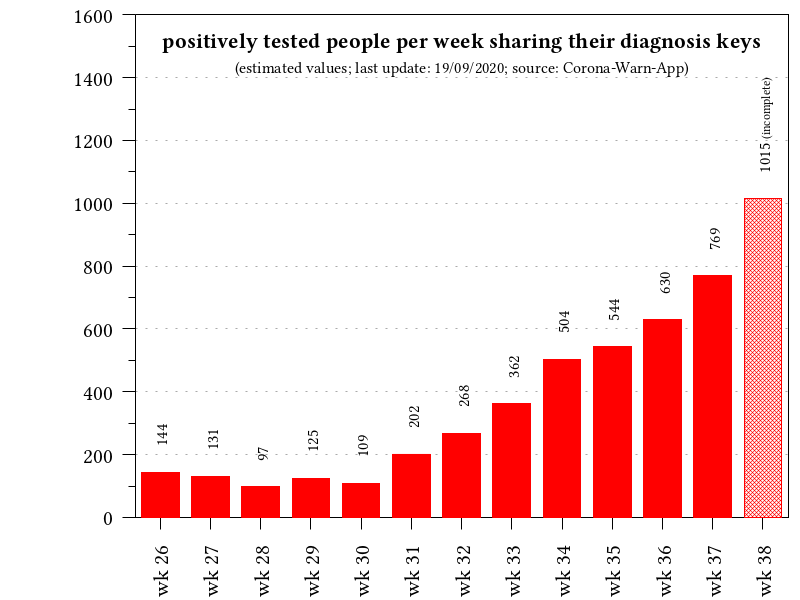 positively tested people per week sharing their diagnosis keys
(estimated values; last update: 19/09/2020; source: Corona-Warn-App)
1600
1400
1200
1000
800
600
400
200
0
144
131
97
125
109
202
268
362
504
544
630
769
1015 (incomplete)
wk 26
wk 27
wk 28
wk 29
wk 30
wk 31
wk 32
wk 33
wk 34
wk 35
wk 36
wk 37
wk 38